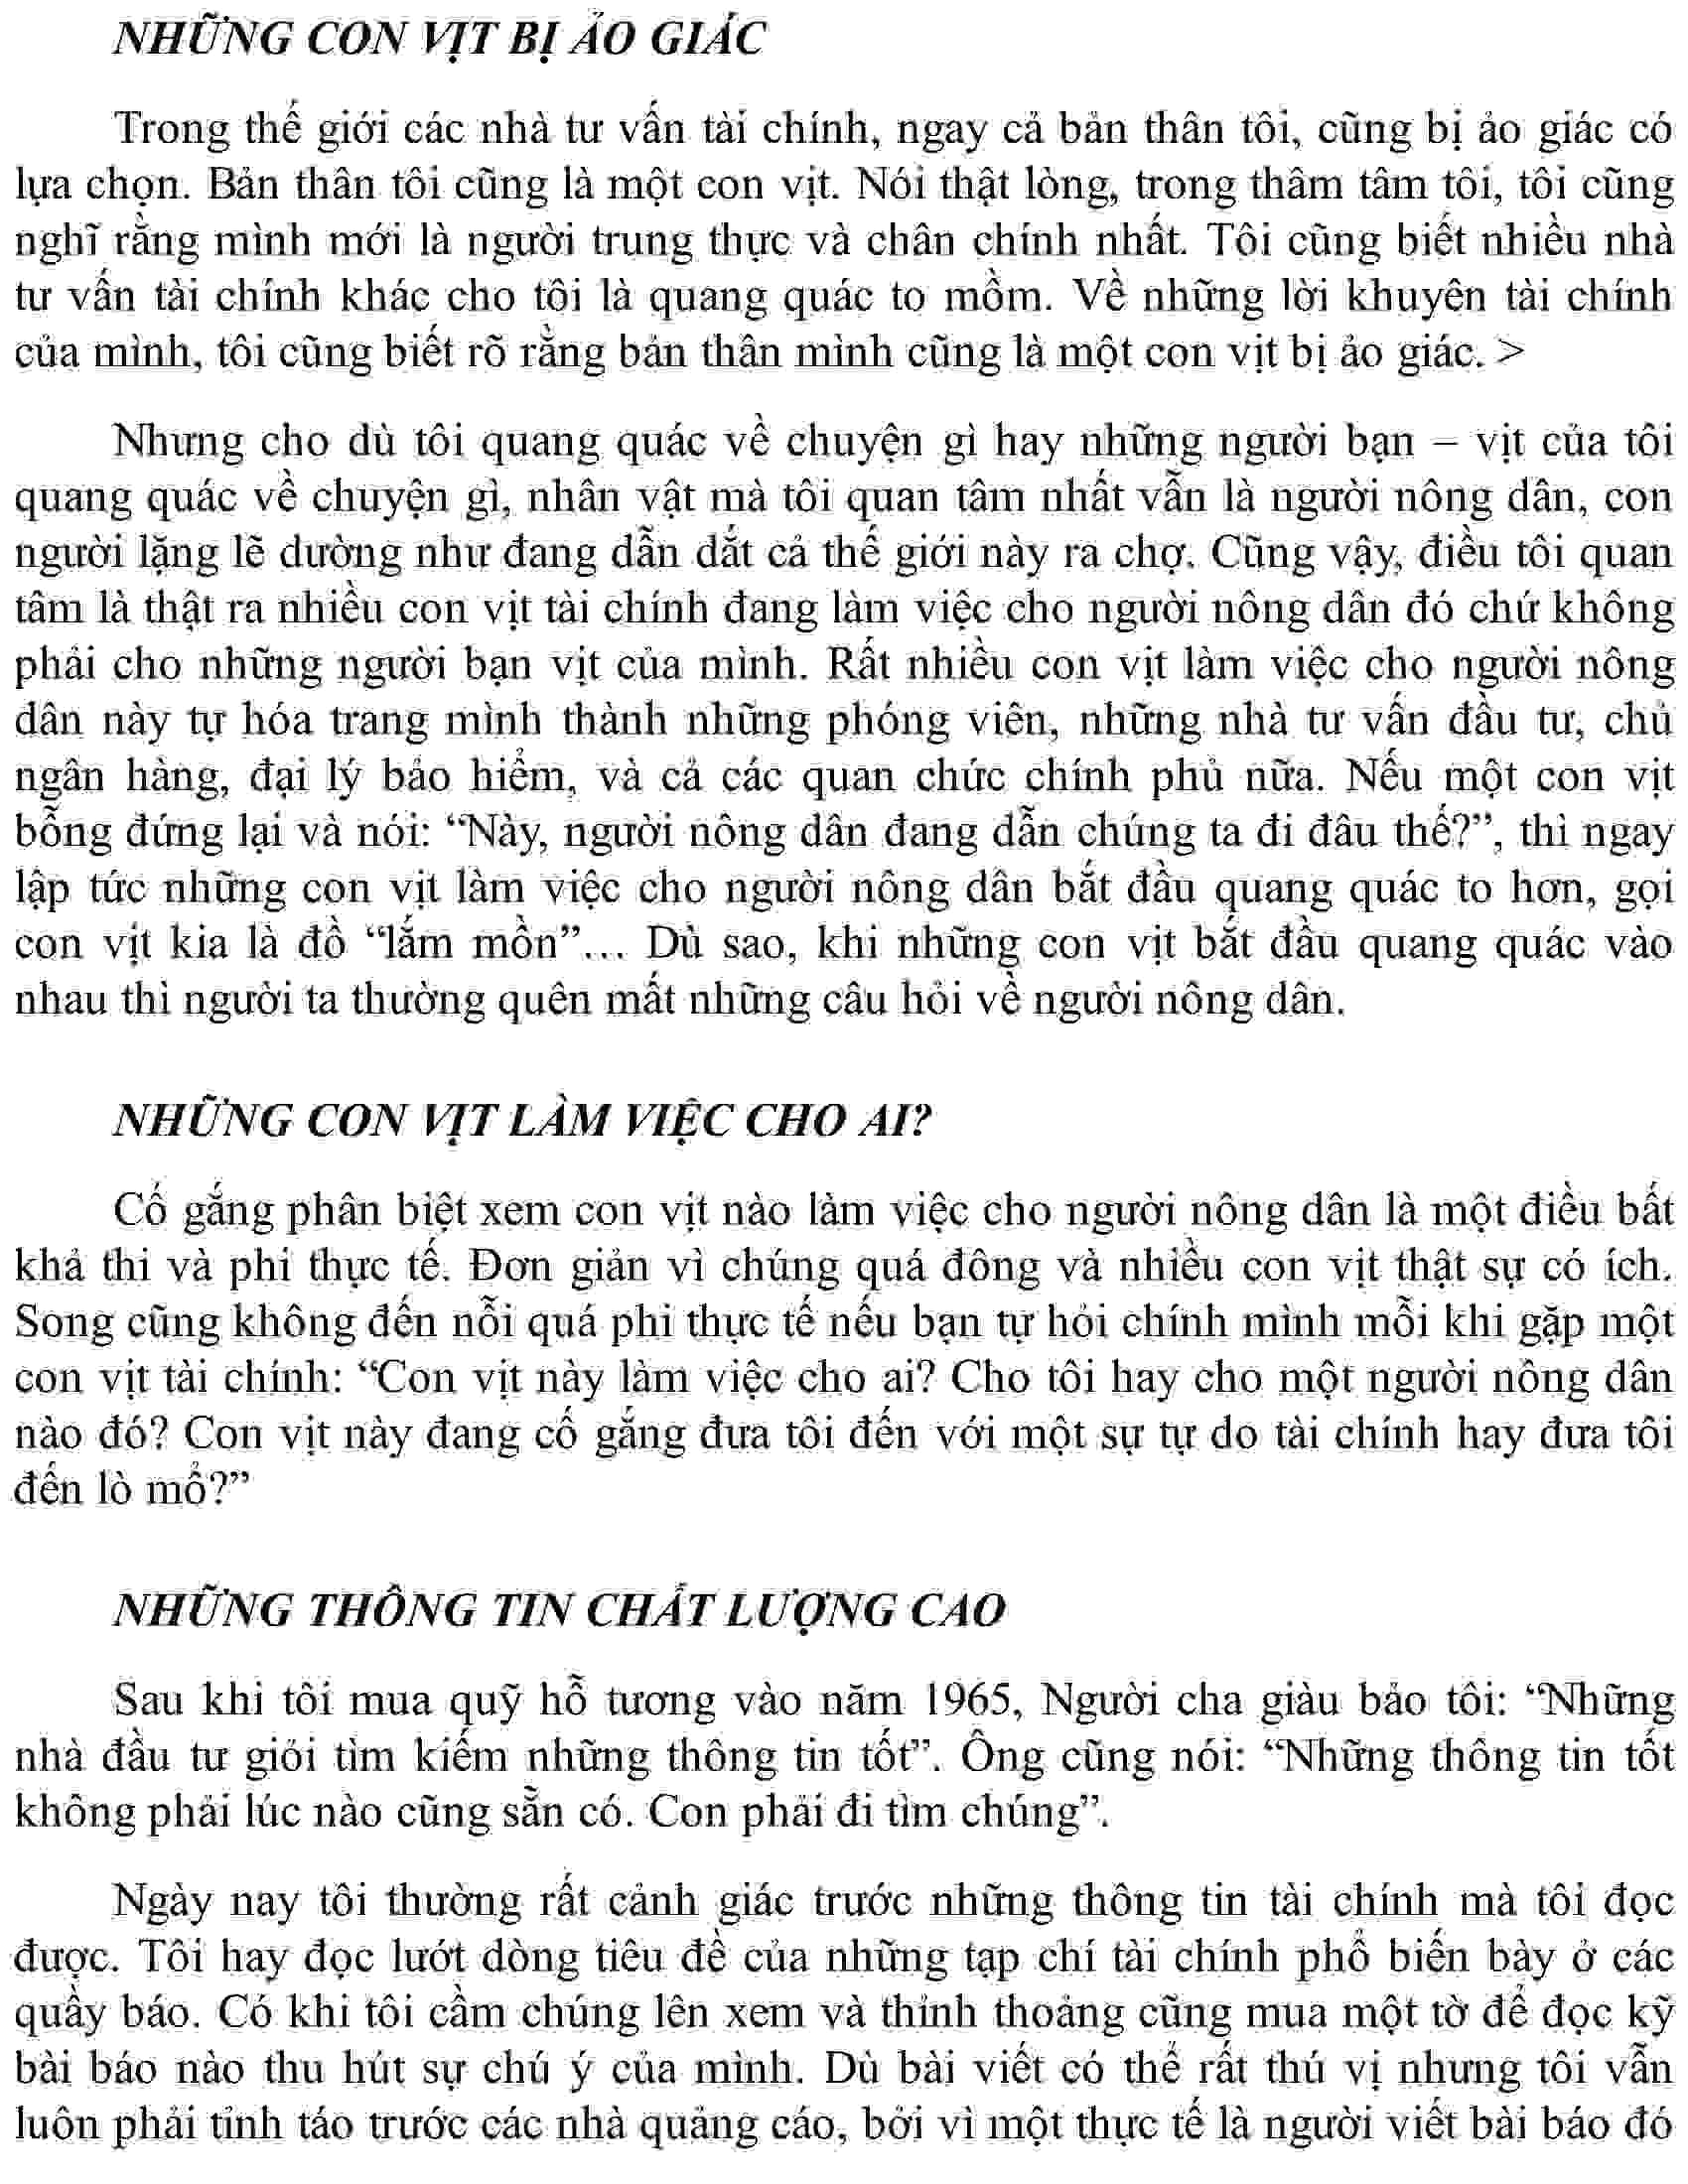 NHỮNG CON VỊT BỊ ẢO GIÁC
Trong thế giới các nhà tư vấn tài chính, ngay cả bản thân tôi, cũng bị ảo giác có
lựa chọn. Bản thân tôi cũng là một con vịt. Nói thật lòng, trong thâm tâm tôi, tôi cũng
nghĩ rằng mình mới là người trung thực và chân chính nhất. Tôi cũng biết nhiều nhà
tư vấn tài chính khác cho tôi là quang quác to mồm. Về những lời khuyên tài chính
của mình, tôi cũng biết rõ rằng bản thân mình cũng là một con vịt bị ảo giác. >
Nhưng cho dù tôi quang quác về chuyện gì hay những người bạn – vịt của tôi
quang quác về chuyện gì, nhân vật mà tôi quan tâm nhất vẫn là người nông dân, con
người lặng lẽ dường như đang dẫn dắt cả thế giới này ra chợ. Cũng vậy, điều tôi quan
tâm là thật ra nhiều con vịt tài chính đang làm việc cho người nông dân đó chứ không
phải cho những người bạn vịt của mình. Rất nhiều con vịt làm việc cho người nông
dân này tự hóa trang mình thành những phóng viên, những nhà tư vấn đầu tư, chủ
ngân hàng, đại lý bảo hiểm, và cả các quan chức chính phủ nữa. Nếu một con vịt
bỗng đứng lại và nói: “Này, người nông dân đang dẫn chúng ta đi đâu thế?”, thì ngay
lập tức những con vịt làm việc cho người nông dân bắt đầu quang quác to hơn, gọi
con vịt kia là đồ “lắm mồn”... Dù sao, khi những con vịt bắt đầu quang quác vào
nhau thì người ta thường quên mất những câu hỏi về người nông dân.
NHỮNG CON VỊT LÀM VIỆC CHO AI?
Cố gắng phân biệt xem con vịt nào làm việc cho người nông dân là một điều bất
khả thi và phi thực tế. Đơn giản vì chúng quá đông và nhiều con vịt thật sự có ích.
Song cũng không đến nỗi quá phi thực tế nếu bạn tự hỏi chính mình mỗi khi gặp một
con vịt tài chính: “Con vịt này làm việc cho ai? Cho tôi hay cho một người nông dân
nào đó? Con vịt này đang cố gắng đưa tôi đến với một sự tự do tài chính hay đưa tôi
đến lò mổ?”
NHỮNG THÔNG TIN CHẤT LƯỢNG CAO
Sau khi tôi mua quỹ hỗ tương vào năm 1965, Người cha giàu bảo tôi: “Những
nhà đầu tư giỏi tìm kiếm những thông tin tốt”. Ông cũng nói: “Những thông tin tốt
không phải lúc nào cũng sẵn có. Con phải đi tìm chúng”.
Ngày nay tôi thường rất cảnh giác trước những thông tin tài chính mà tôi đọc
được. Tôi hay đọc lướt dòng tiêu đề của những tạp chí tài chính phổ biến bày ở các
quầy báo. Có khi tôi cầm chúng lên xem và thỉnh thoảng cũng mua một tờ để đọc kỹ
bài báo nào thu hút sự chú ý của mình. Dù bài viết có thể rất thú vị nhưng tôi vẫn
luôn phải tỉnh táo trước các nhà quảng cáo, bởi vì một thực tế là người viết bài báo đó